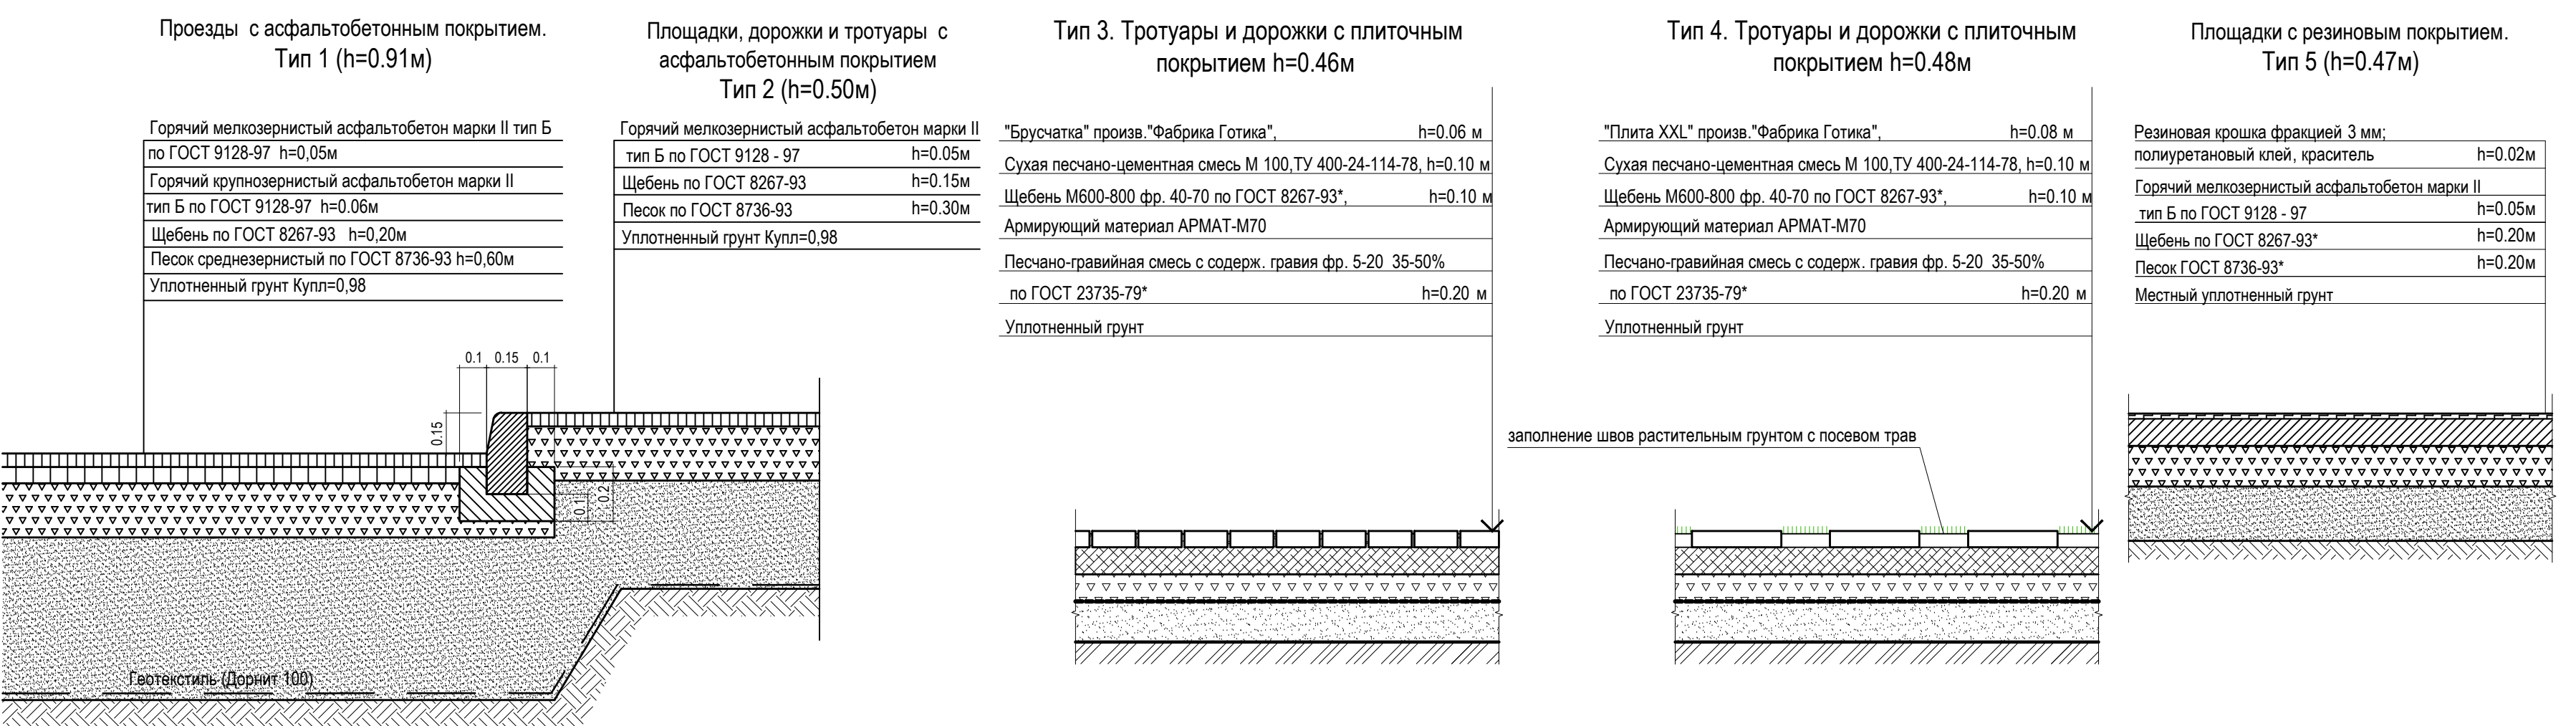 Проезды с асфальтобетонным покрытием.
Тип 1 (h=0.91м)
Горячий мелкозернистый асфальтобетон марки II тип Б
по ГОСТ 9128-97 h=0,05м
Горячий крупнозернистый асфальтобетон марки II
тип Б по ГОСТ 9128-97 h=0.06м
Щебень по ГОСТ 8267-93 h=0,20м
Песок среднезернистый по ГОСТ 8736-93 h=0,60м
Уплотненный грунт Купл=0,98
0.1 0.15 0.1
0.15
0.1
0.2
Геотекстиль (Дорнит 100)
Площадки, дорожки и тротуары с
асфальтобетонным покрытием
Тип 2 (h=0.50м)
Горячий мелкозернистый асфальтобетон марки II
тип Б по ГОСТ 9128 - 97 h=0.05м
Щебень по ГОСТ 8267-93 h=0.15м
Песок по ГОСТ 8736-93 h=0.30м
Уплотненный грунт Купл=0,98
Тип 3. Тротуары и дорожки с плиточным
покрытием h=0.46м
"Брусчатка" произв."Фабрика Готика", h=0.06 м
Сухая песчано-цементная смесь М 100,ТУ 400-24-114-78, h=0.10 м
Щебень М600-800 фр. 40-70 по ГОСТ 8267-93*, h=0.10 м
Армирующий материал АРМАТ-М70
Песчано-гравийная смесь с содерж. гравия фр. 5-20 35-50%
по ГОСТ 23735-79* h=0.20 м
Уплотненный грунт
Тип 4. Тротуары и дорожки с плиточным
покрытием h=0.48м
"Плита XXL" произв."Фабрика Готика", h=0.08 м
Сухая песчано-цементная смесь М 100,ТУ 400-24-114-78, h=0.10 м
Щебень М600-800 фр. 40-70 по ГОСТ 8267-93*, h=0.10 м
Армирующий материал АРМАТ-М70
Песчано-гравийная смесь с содерж. гравия фр. 5-20 35-50%
по ГОСТ 23735-79* h=0.20 м
Уплотненный грунт
заполнение швов растительным грунтом с посевом трав
Площадки с резиновым покрытием.
Тип 5 (h=0.47м)
Резиновая крошка фракцией 3 мм;
полиуретановый клей, краситель h=0.02м
Горячий мелкозернистый асфальтобетон марки II
тип Б по ГОСТ 9128 - 97 h=0.05м
Щебень по ГОСТ 8267-93* h=0.20м
Песок ГОСТ 8736-93* h=0.20м
Местный уплотненный грунт